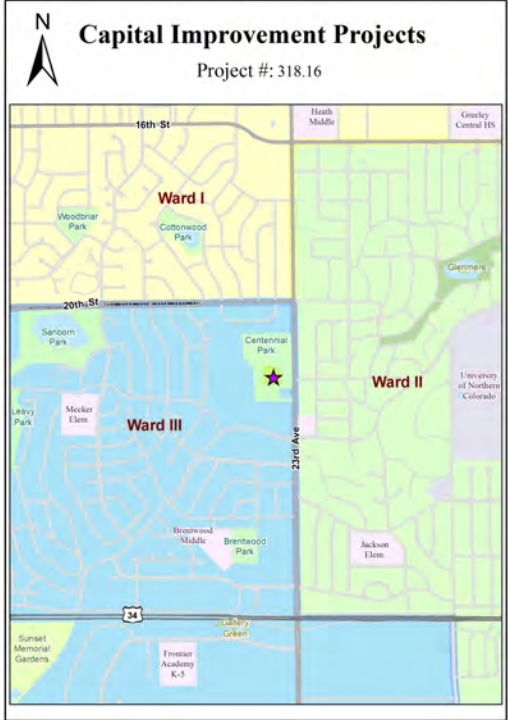 N
Capital Improvement Projects
Project #: 318.16
Heath
Middle
Greeley
Central HS
16th St
Ward I
Woodbriar
Park
Cottonwood
Park
Glenmere
20th St
Sanborn
Park
Centennial
Park
Ward II
University
of Northern
Colorado
Leavy
Park
Meeker
Elem.
Ward III
23rd Ave
Brentwood
Middle
Brentwood
Park
Jackson
Elem.
34
Gallery
Green
Sunset
Memorial
Gardens
Frontier
Academy
K-5